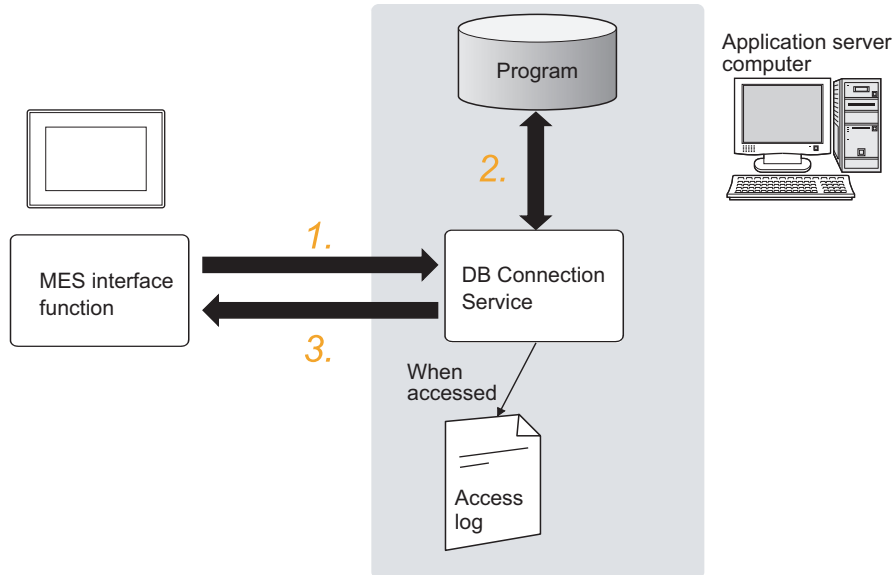 Program
Application server
computer
2.
1.
MES interface
function
DB Connection
Service
3.
When
accessed
Access
log